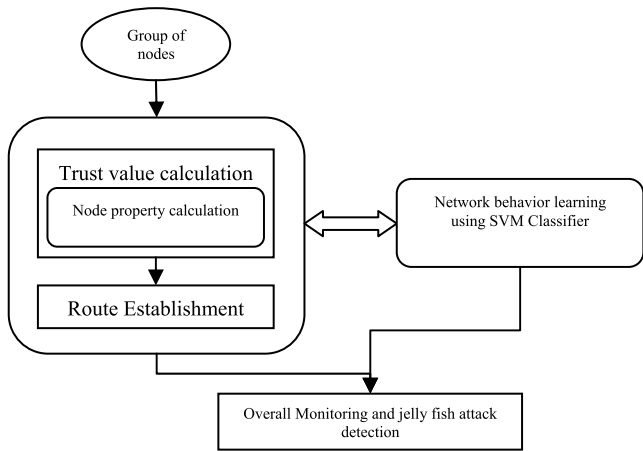 Group of
nodes
Trust value calculation
Node property calculation
Route Establishment
Network behavior learning
using SVM Classifier
Overall Monitoring and jelly fish attack
detection